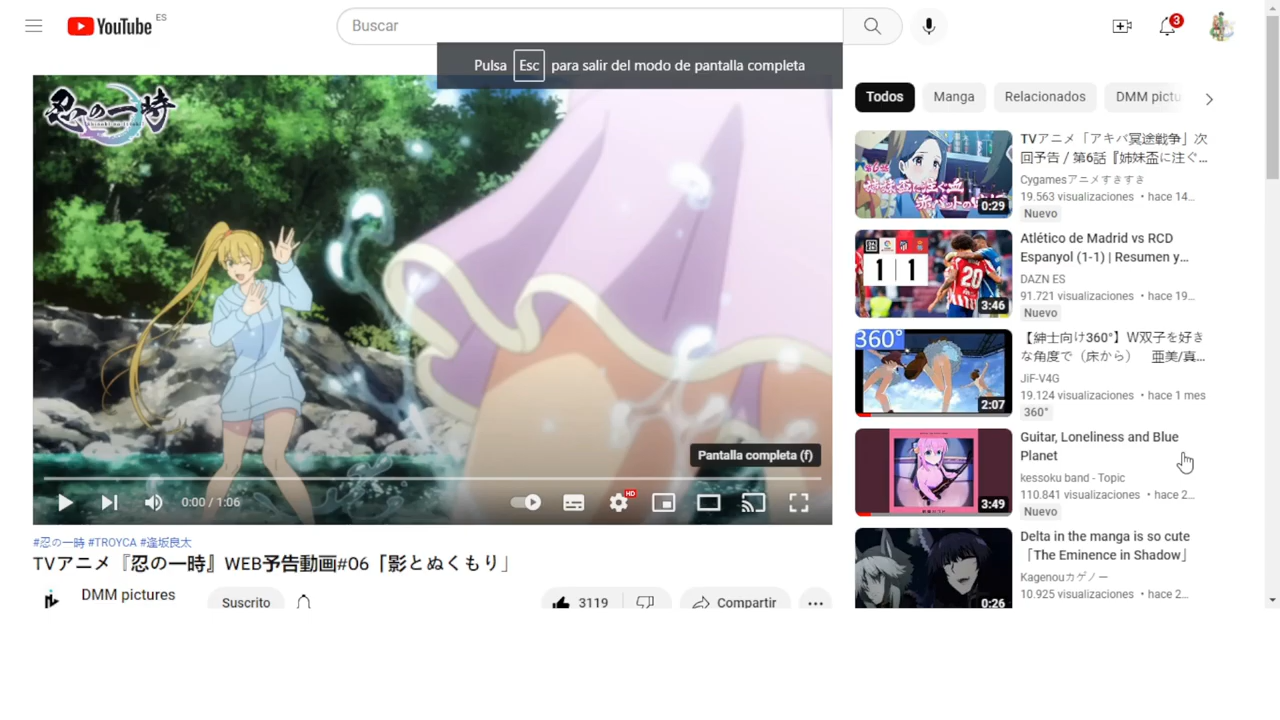 YouTube ES
Buscar
3
Pulsa Esc para salir del modo de pantalla completa
忍の一時
Pantalla completa (f)
0:00 / 1:06
HD
#忍の一時 #TROYCA #逢坂良太
TVアニメ『忍の一時』WEB予告動画#06「影とぬくもり」
DMM pictures
Suscrito
3119
Compartir
Todos
Manga
Relacionados
DMM pictu
0:29
TVアニメ「アキバ冥途戦争」次
回予告 / 第6話『姉妹盃に注ぐ...
Cygamesアニメすきすき
19.563 visualizaciones • hace 14...
Nuevo
1 1
20
3:46
Atlético de Madrid vs RCD
Espanyol (1-1) | Resumen y...
DAZN ES
91.721 visualizaciones • hace 19...
Nuevo
360°
2:07
【紳士向け360°】W双子を好き
な角度で（床から） 亜美/真...
JiF-V4G
19.124 visualizaciones • hace 1 mes
360°
3:49
Guitar, Loneliness and Blue
Planet
kessoku band - Topic
110.841 visualizaciones • hace 2...
Nuevo
0:26
Delta in the manga is so cute
「The Eminence in Shadow」
Kagenouカゲノー
10.925 visualizaciones • hace 2...